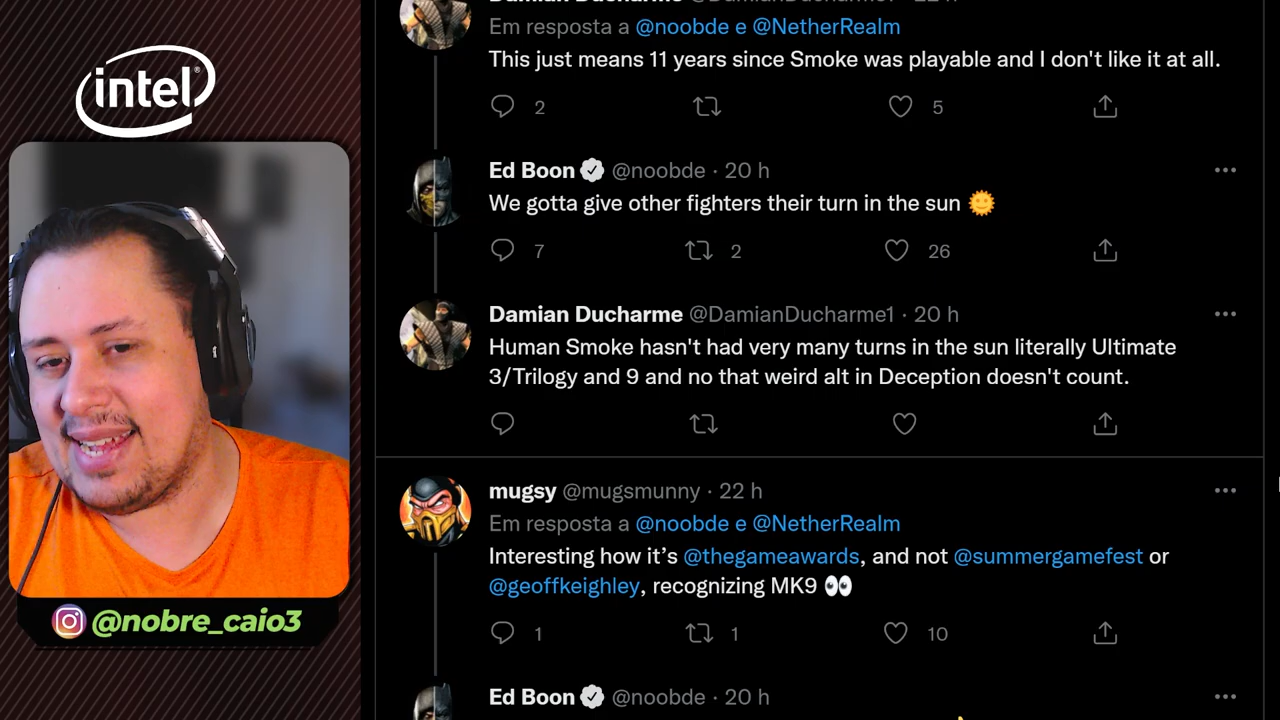 intel®
@nobre_caio3
Em resposta a @noobde e @NetherRealm
This just means 11 years since Smoke was playable and I don't like it at all.
2
5
Ed Boon @noobde · 20 h
We gotta give other fighters their turn in the sun 🌞
7
2
26
Damian Ducharme @DamianDucharme1 · 20 h
Human Smoke hasn't had very many turns in the sun literally Ultimate
3/Trilogy and 9 and no that weird alt in Deception doesn't count.
mugsy @mugsmunny · 22 h
Em resposta a @noobde e @NetherRealm
Interesting how it’s @thegameawards, and not @summergamefest or
@geoffkeighley, recognizing MK9 👀
1
1
10
Ed Boon @noobde · 20 h